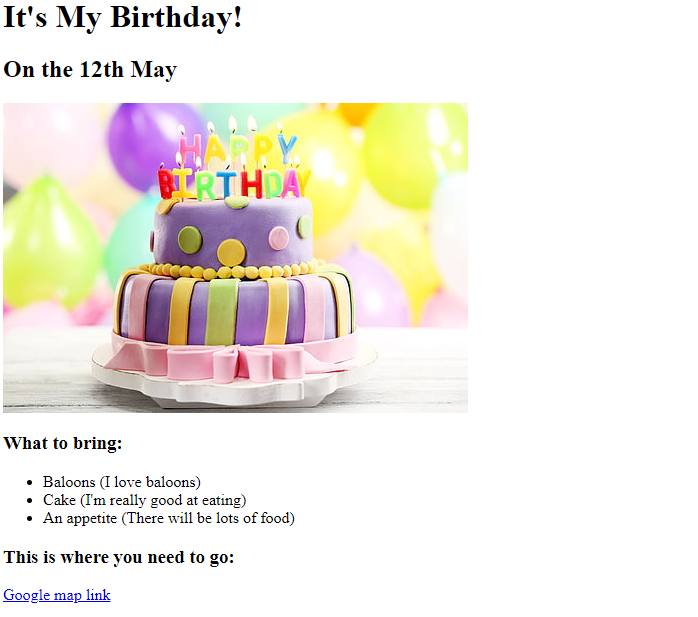 It's My Birthday!
On the 12th May
HAPPY
BIRTHDAY
What to bring:
Baloons (I love baloons)
Cake (I'm really good at eating)
An appetite (There will be lots of food)
This is where you need to go:
Google map link